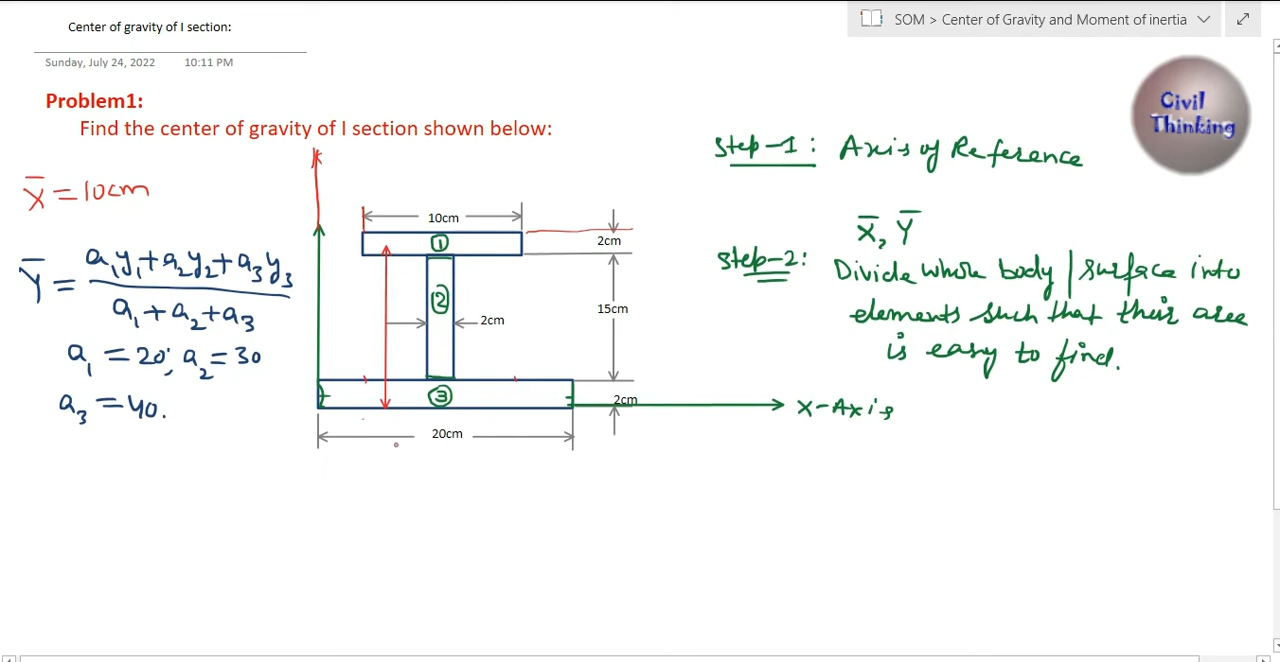 Center of gravity of I section:
SOM > Center of Gravity and Moment of inertia
Sunday, July 24, 2022 10:11 PM
Civil
Thinking
Problem1:
Find the center of gravity of I section shown below:
Step-1: Axis of Reference
X̅ = 10cm
X̅, Y̅
10cm
2cm
①
Y̅ = a₁y₁+a₂y₂+a₃y₃
a₁+a₂+a₃
Step-2: Divide whole body / surface into
elements such that their area
is easy to find.
②
15cm
2cm
a₁ = 20; a₂ = 30
a₃ = 40.
③
2cm
X-Axis
20cm